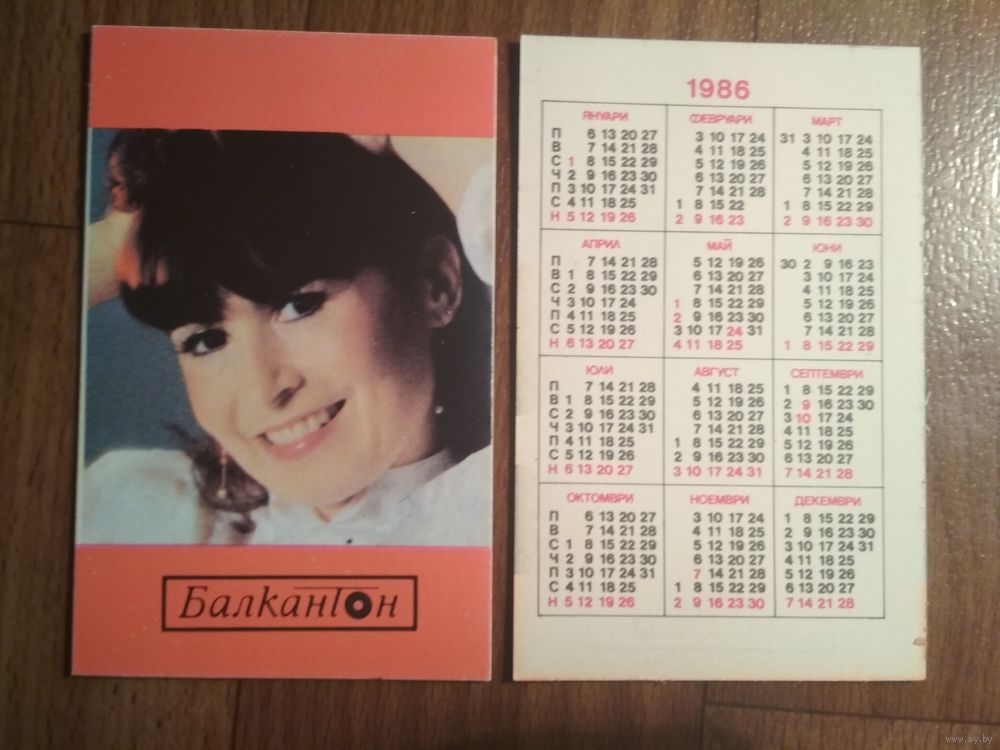 Балкантон
1986
ЯНУАРИ
П 6 13 20 27
В 7 14 21 28
С 1 8 15 22 29
Ч 2 9 16 23 30
П 3 10 17 24 31
С 4 11 18 25
Н 5 12 19 26
ФЕВРУАРИ
3 10 17 24
4 11 18 25
5 12 19 26
6 13 20 27
7 14 21 28
1 8 15 22
2 9 16 23
МАРТ
31 3 10 17 24
4 11 18 25
5 12 19 26
6 13 20 27
7 14 21 28
1 8 15 22 29
2 9 16 23 30
АПРИЛ
П 7 14 21 28
В 1 8 15 22 29
С 2 9 16 23 30
Ч 3 10 17 24
П 4 11 18 25
С 5 12 19 26
Н 6 13 20 27
МАЙ
5 12 19 26
6 13 20 27
7 14 21 28
1 8 15 22 29
2 9 16 23 30
3 10 17 24 31
4 11 18 25
ЮНИ
30 2 9 16 23
3 10 17 24
4 11 18 25
5 12 19 26
6 13 20 27
7 14 21 28
1 8 15 22 29
ЮЛИ
П 7 14 21 28
В 1 8 15 22 29
С 2 9 16 23 30
Ч 3 10 17 24 31
П 4 11 18 25
С 5 12 19 26
Н 6 13 20 27
АВГУСТ
4 11 18 25
5 12 19 26
6 13 20 27
7 14 21 28
1 8 15 22 29
2 9 16 23 30
3 10 17 24 31
СЕПТЕМВРИ
1 8 15 22 29
2 9 16 23 30
3 10 17 24
4 11 18 25
5 12 19 26
6 13 20 27
7 14 21 28
ОКТОМВРИ
П 6 13 20 27
В 7 14 21 28
С 1 8 15 22 29
Ч 2 9 16 23 30
П 3 10 17 24 31
С 4 11 18 25
Н 5 12 19 26
НОЕМВРИ
3 10 17 24
4 11 18 25
5 12 19 26
6 13 20 27
7 14 21 28
1 8 15 22 29
2 9 16 23 30
ДЕКЕМВРИ
1 8 15 22 29
2 9 16 23 30
3 10 17 24 31
4 11 18 25
5 12 19 26
6 13 20 27
7 14 21 28
www.ay.by